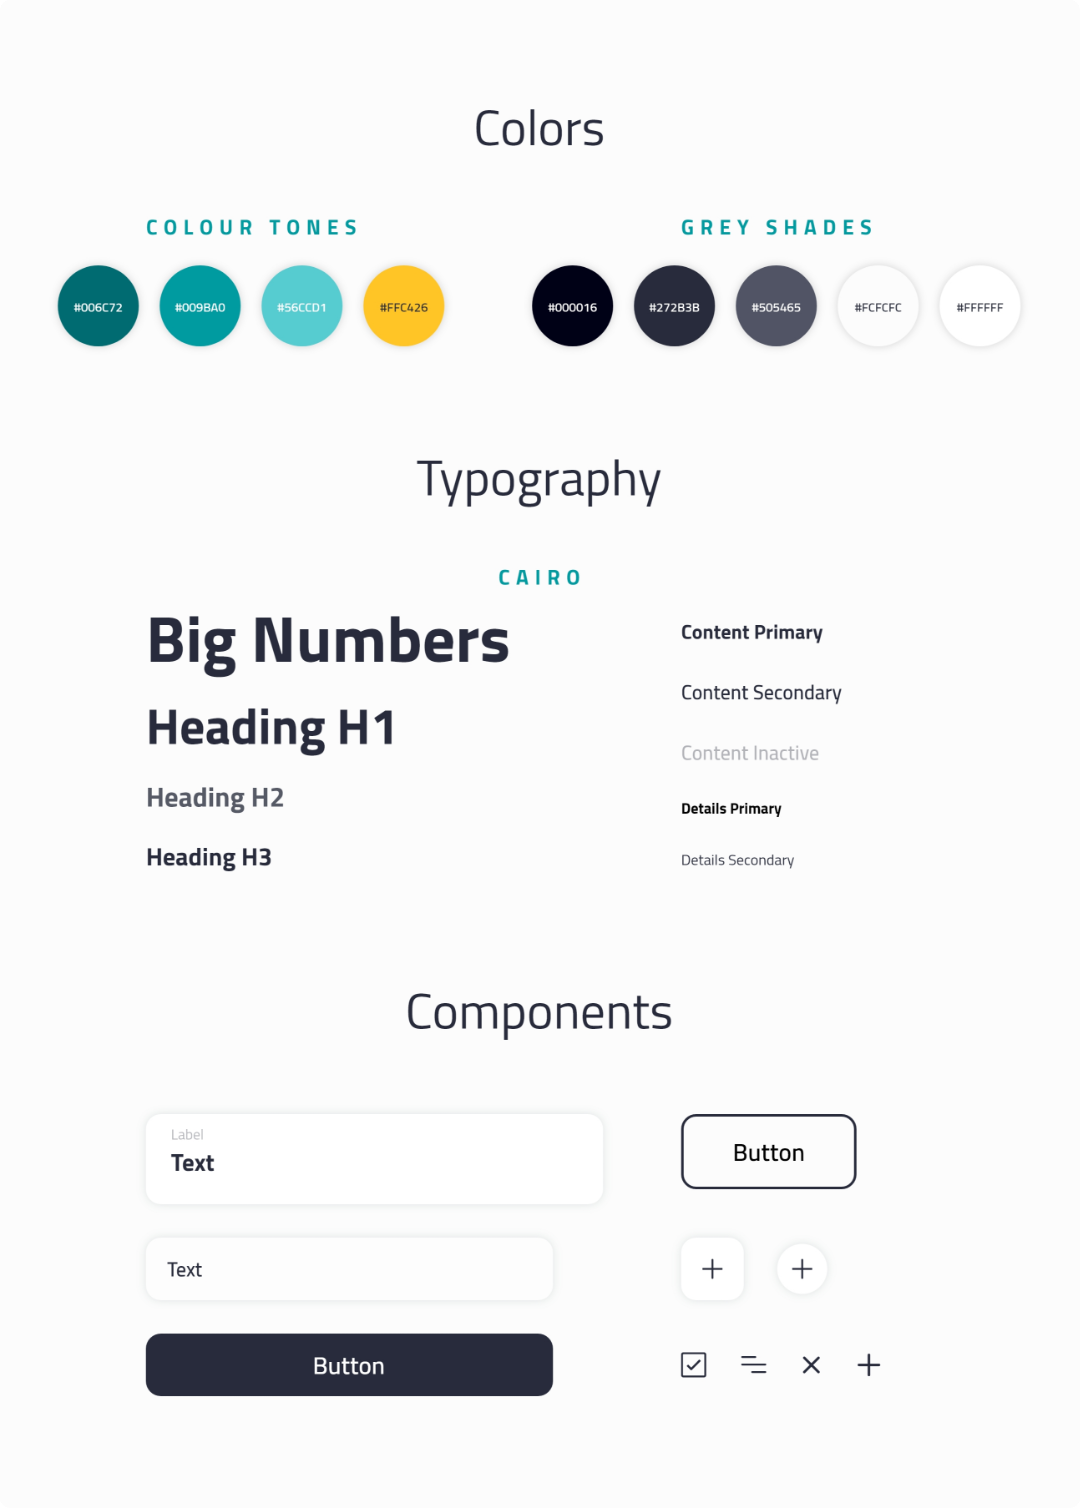 Colors
COLOUR TONES
#006C72 #009BA0 #56CCD1 #FFC426
GREY SHADES
#000016 #272B3B #505465 #FCFCFC #FFFFFF
Typography
CAIRO
Big Numbers
Heading H1
Heading H2
Heading H3
Content Primary
Content Secondary
Content Inactive
Details Primary
Details Secondary
Components
Label
Text
Text
Button
Button